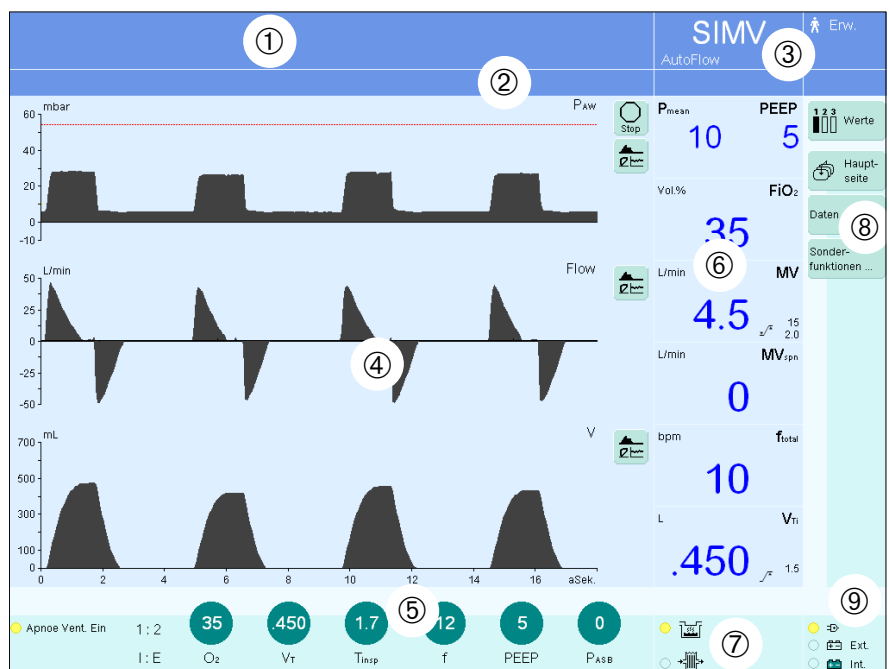 ①
SIMV
Erw.
AutoFlow
③
②
mbar
PAW
60
40
20
0
-10
Stop
Pmean
PEEP
10
5
1 2 3
Werte
Haupt-
seite
Vol.%
FiO₂
35
Daten
⑧
Sonder-
funktionen ...
L/min
Flow
50
25
0
-25
-50
④
L/min
⑥
MV
4.5
15
2.0
L/min
MVspn
0
mL
V
700
500
300
100
0
0 2 4 6 8 10 12 14 16 aSek.
bpm
ftotal
10
L
VTi
.450
1.5
⑤
⑨
Apnoe Vent. Ein
1 : 2
35 .450 1.7 12 5 0
I : E O₂ VT Tinsp f PEEP PASB
⑦
Ext.
Int.